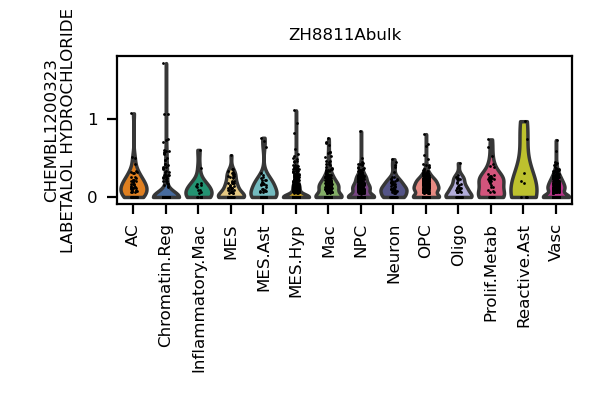 ZH8811Abulk
CHEMBL1200323
LABETALOL HYDROCHLORIDE
1
0
AC
Chromatin.Reg
Inflammatory.Mac
MES
MES.Ast
MES.Hyp
Mac
NPC
Neuron
OPC
Oligo
Prolif.Metab
Reactive.Ast
Vasc